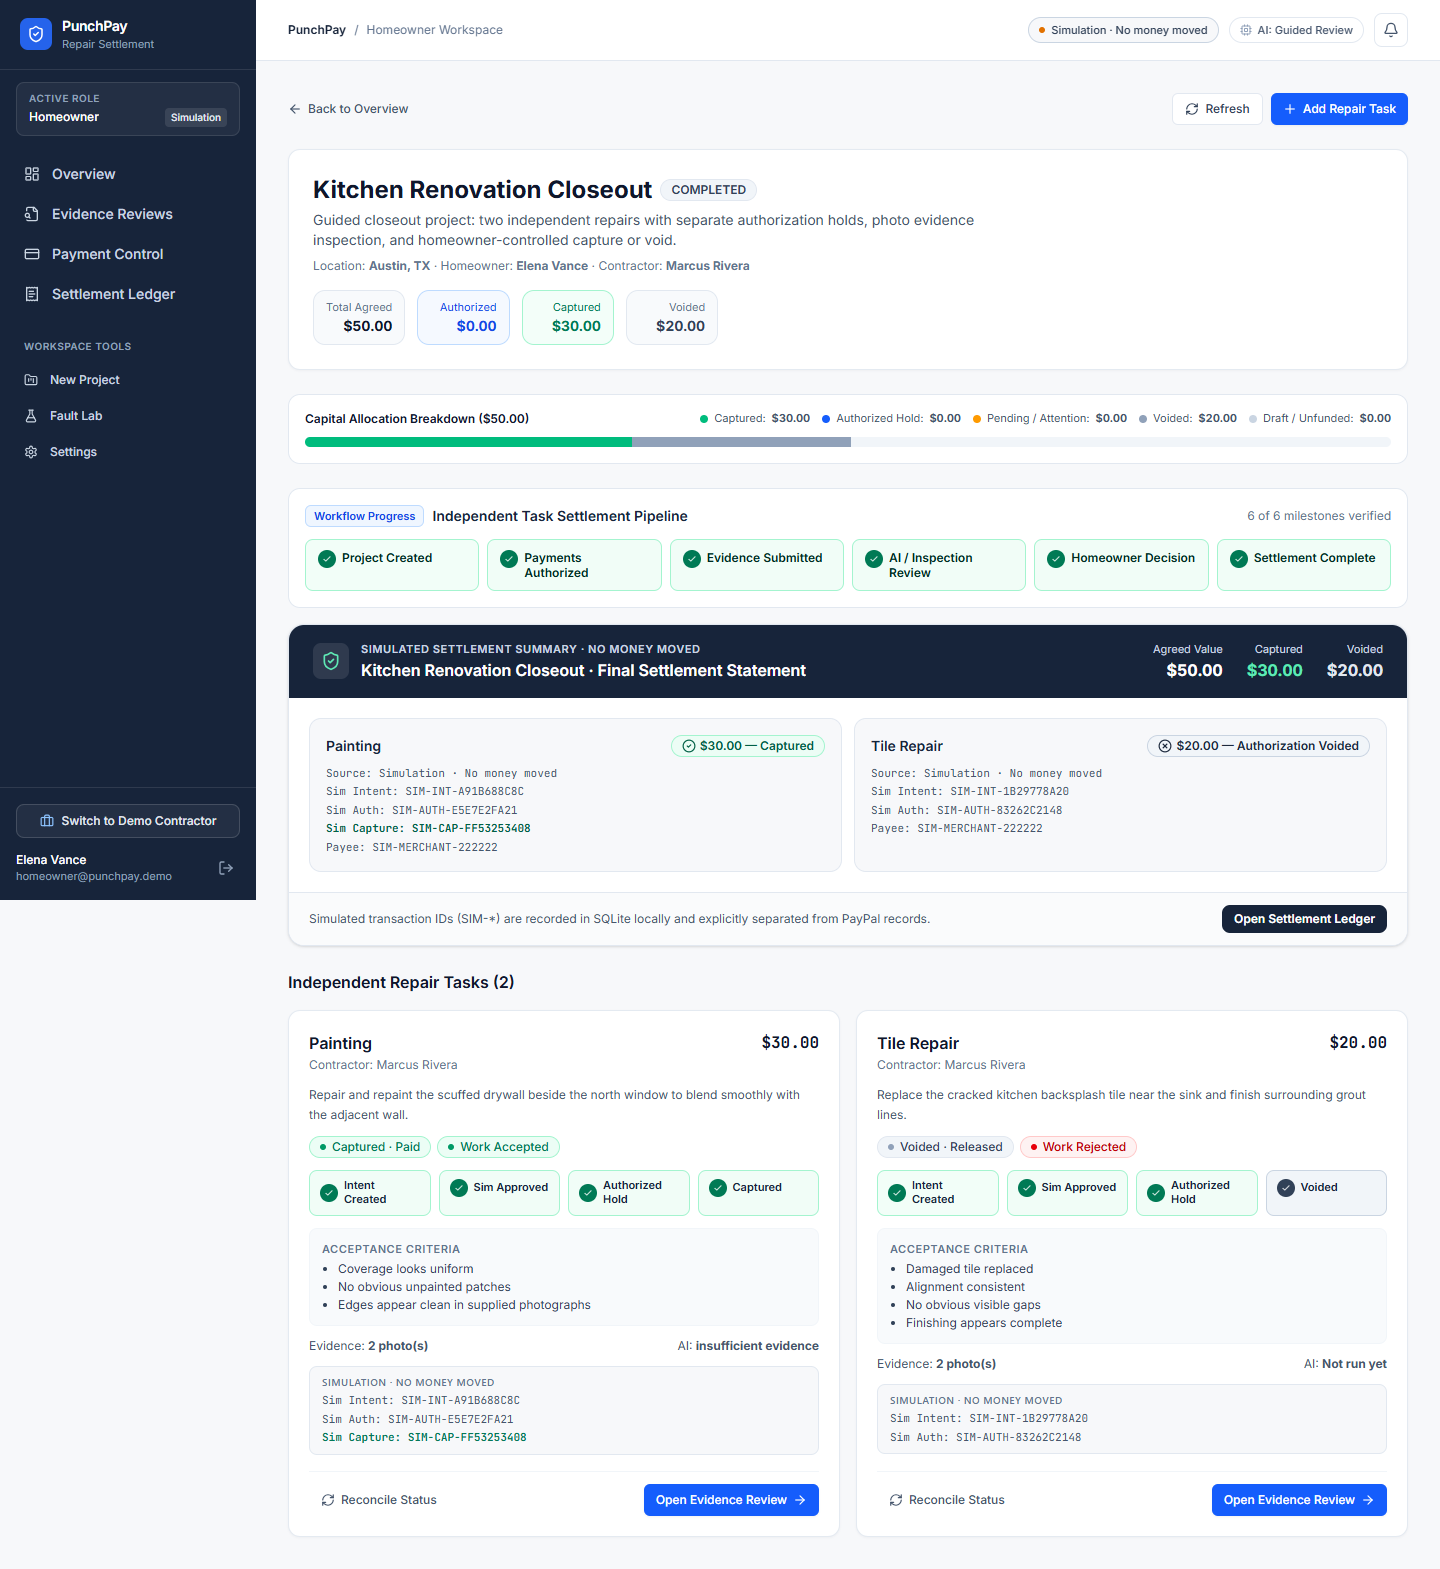 PunchPay
Repair Settlement
ACTIVE ROLE
Homeowner
Simulation
Overview
Evidence Reviews
Payment Control
Settlement Ledger
WORKSPACE TOOLS
New Project
Fault Lab
Settings
Switch to Demo Contractor
Elena Vance
homeowner@punchpay.demo
PunchPay / Homeowner Workspace
Simulation · No money moved
AI: Guided Review
Back to Overview
Refresh
Add Repair Task
Kitchen Renovation Closeout COMPLETED
Guided closeout project: two independent repairs with separate authorization holds, photo evidence
inspection, and homeowner-controlled capture or void.
Location: Austin, TX · Homeowner: Elena Vance · Contractor: Marcus Rivera
Total Agreed
$50.00
Authorized
$0.00
Captured
$30.00
Voided
$20.00
Capital Allocation Breakdown ($50.00)
Captured: $30.00 Authorized Hold: $0.00 Pending / Attention: $0.00 Voided: $20.00 Draft / Unfunded: $0.00
Workflow Progress Independent Task Settlement Pipeline
6 of 6 milestones verified
Project Created
Payments
Authorized
Evidence Submitted
AI / Inspection
Review
Homeowner Decision
Settlement Complete
SIMULATED SETTLEMENT SUMMARY · NO MONEY MOVED
Kitchen Renovation Closeout · Final Settlement Statement
Agreed Value
$50.00
Captured
$30.00
Voided
$20.00
Painting
$30.00 — Captured
Source: Simulation · No money moved
Sim Intent: SIM-INT-A91B688C8C
Sim Auth: SIM-AUTH-E5E7E2FA21
Sim Capture: SIM-CAP-FF53253408
Payee: SIM-MERCHANT-222222
Tile Repair
$20.00 — Authorization Voided
Source: Simulation · No money moved
Sim Intent: SIM-INT-1B29778A20
Sim Auth: SIM-AUTH-83262C2148
Payee: SIM-MERCHANT-222222
Simulated transaction IDs (SIM-*) are recorded in SQLite locally and explicitly separated from PayPal records.
Open Settlement Ledger
Independent Repair Tasks (2)
Painting
$30.00
Contractor: Marcus Rivera
Repair and repaint the scuffed drywall beside the north window to blend smoothly with
the adjacent wall.
Captured · Paid
Work Accepted
Intent
Created
Sim Approved
Authorized
Hold
Captured
ACCEPTANCE CRITERIA
• Coverage looks uniform
• No obvious unpainted patches
• Edges appear clean in supplied photographs
Evidence: 2 photo(s)
AI: insufficient evidence
SIMULATION · NO MONEY MOVED
Sim Intent: SIM-INT-A91B688C8C
Sim Auth: SIM-AUTH-E5E7E2FA21
Sim Capture: SIM-CAP-FF53253408
Reconcile Status
Open Evidence Review
Tile Repair
$20.00
Contractor: Marcus Rivera
Replace the cracked kitchen backsplash tile near the sink and finish surrounding grout
lines.
Voided · Released
Work Rejected
Intent
Created
Sim Approved
Authorized
Hold
Voided
ACCEPTANCE CRITERIA
• Damaged tile replaced
• Alignment consistent
• No obvious visible gaps
• Finishing appears complete
Evidence: 2 photo(s)
AI: Not run yet
SIMULATION · NO MONEY MOVED
Sim Intent: SIM-INT-1B29778A20
Sim Auth: SIM-AUTH-83262C2148
Reconcile Status
Open Evidence Review